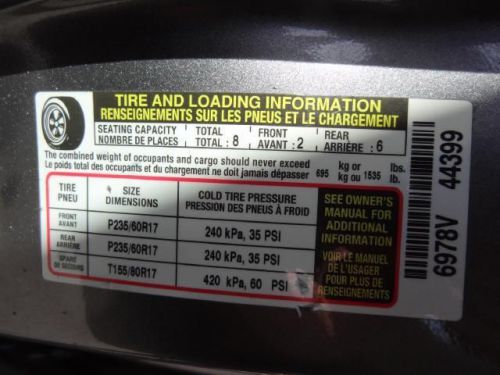 TIRE AND LOADING INFORMATION
RENSEIGNEMENTS SUR LES PNEUS ET LE CHARGEMENT
SEATING CAPACITY TOTAL : 8 FRONT : 2 REAR : 6
NOMBRE DE PLACES TOTAL : 8 AVANT : 2 ARRIÈRE : 6
The combined weight of occupants and cargo should never exceed 695 kg or 1535 lbs.
Le poids total des occupants et du chargement ne doit jamais dépasser kg ou lb.
TIRE SIZE COLD TIRE PRESSURE
PNEU DIMENSIONS PRESSION DES PNEUS À FROID
FRONT
AVANT P235/60R17 240 kPa, 35 PSI
REAR
ARRIÈRE P235/60R17 240 kPa, 35 PSI
SPARE
DE SECOURS T155/80R17 420 kPa, 60 PSI
SEE OWNER'S
MANUAL FOR
ADDITIONAL
INFORMATION
VOIR LE MANUEL
DE L'USAGER
POUR PLUS DE
RENSEIGNEMENTS
6978V 44399